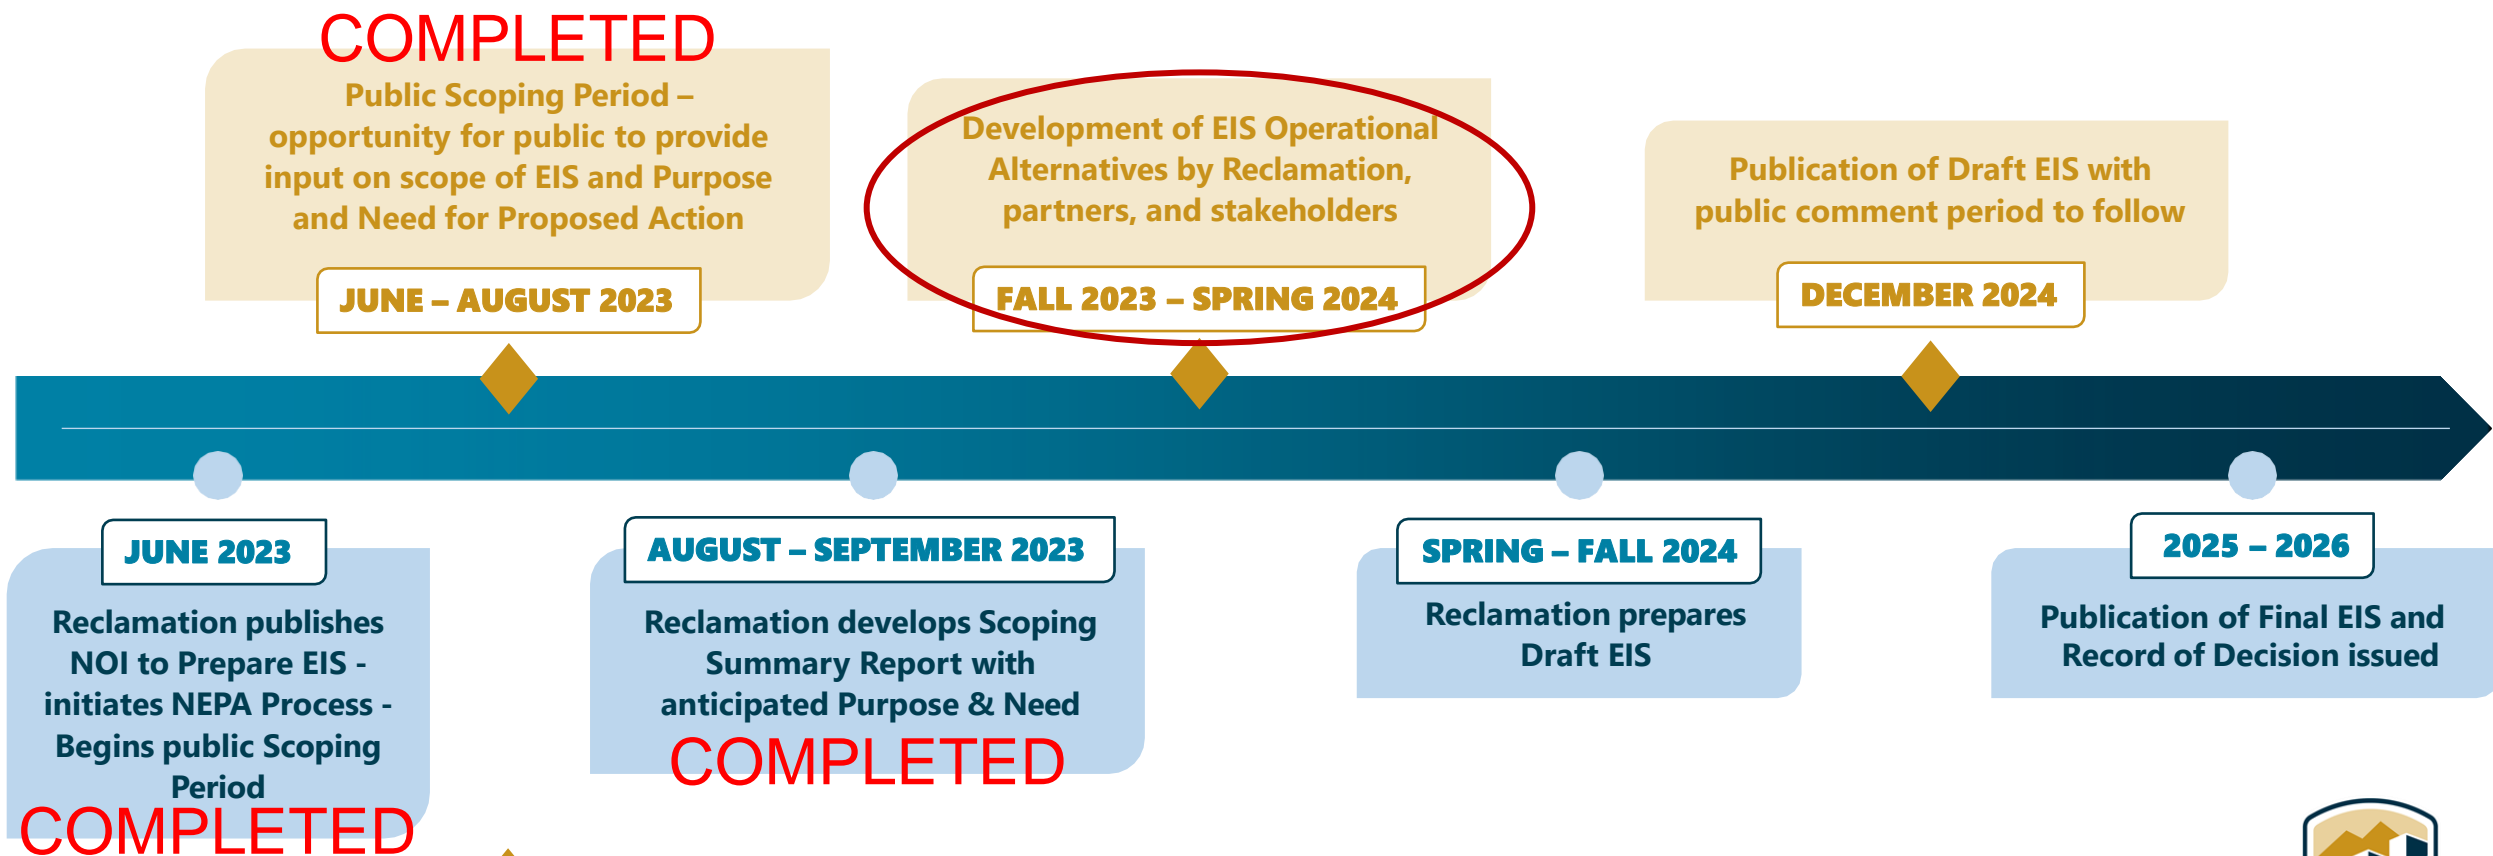 COMPLETED
Public Scoping Period –
opportunity for public to provide
input on scope of EIS and Purpose
and Need for Proposed Action
JUNE – AUGUST 2023
Development of EIS Operational
Alternatives by Reclamation,
partners, and stakeholders
FALL 2023 – SPRING 2024
Publication of Draft EIS with
public comment period to follow
DECEMBER 2024
JUNE 2023
Reclamation publishes
NOI to Prepare EIS -
initiates NEPA Process -
Begins public Scoping
Period
COMPLETED
AUGUST – SEPTEMBER 2023
Reclamation develops Scoping
Summary Report with
anticipated Purpose & Need
COMPLETED
SPRING – FALL 2024
Reclamation prepares
Draft EIS
2025 – 2026
Publication of Final EIS and
Record of Decision issued